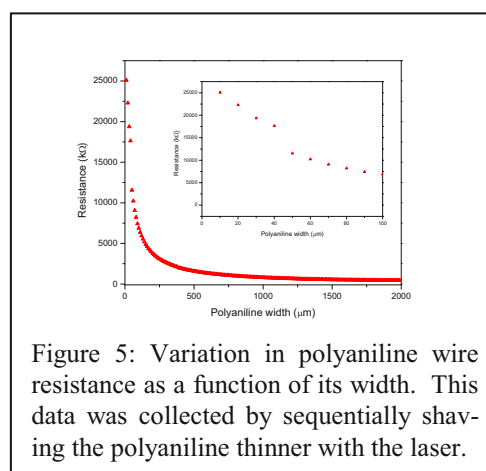 25000
20000
15000
10000
5000
0
Resistance (kΩ)
0
500
1000
1500
2000
Polyaniline width (μm)
25000
20000
15000
10000
5000
0
Resistance (kΩ)
20
40
60
80
100
Polyaniline width (μm)
Figure 5: Variation in polyaniline wire
resistance as a function of its width. This
data was collected by sequentially shav-
ing the polyaniline thinner with the laser.